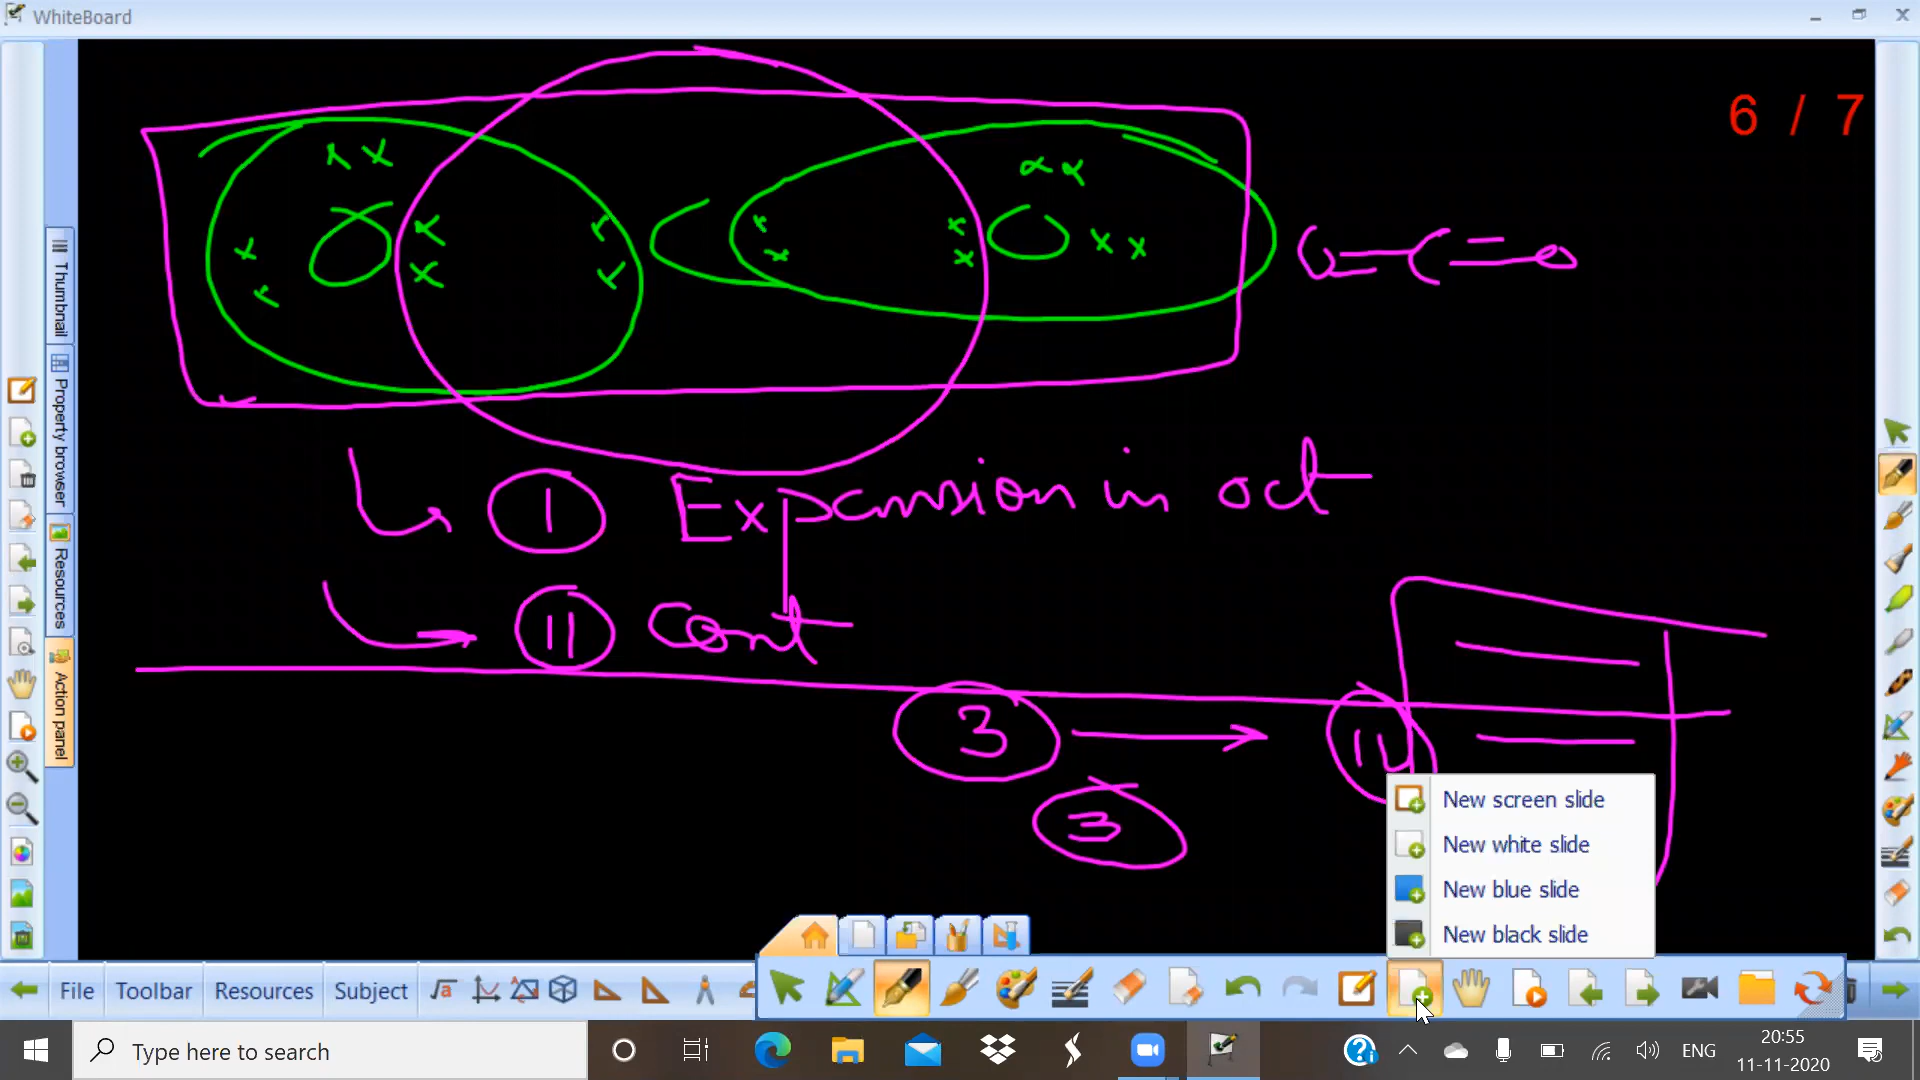 WhiteBoard
6 / 7
x x
O
C
O
x x
x x
O = C = O
1 Expansion in oct
11 cont
3
11
3
Thumbnail
Property browser
Resources
Action panel
New screen slide
New white slide
New blue slide
New black slide
File
Toolbar
Resources
Subject
Type here to search
ENG
20:55
11-11-2020